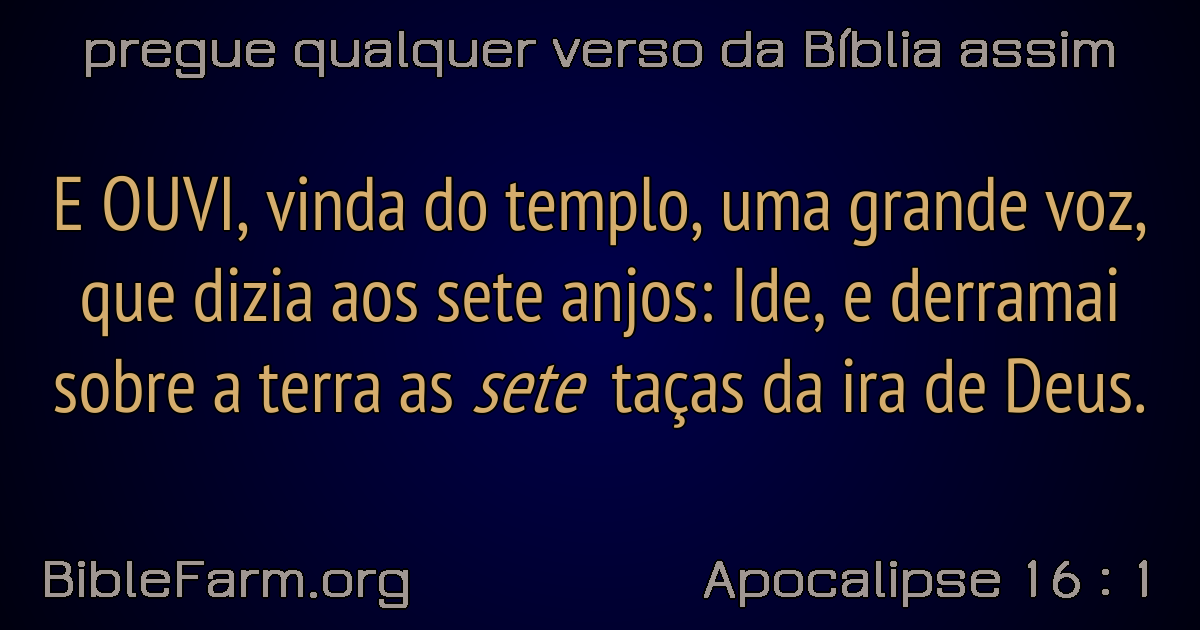 pregue qualquer verso da Bíblia assim
E OUVI, vinda do templo, uma grande voz,
que dizia aos sete anjos: Ide, e derramai
sobre a terra as sete taças da ira de Deus.
BibleFarm.org
Apocalipse 16 : 1